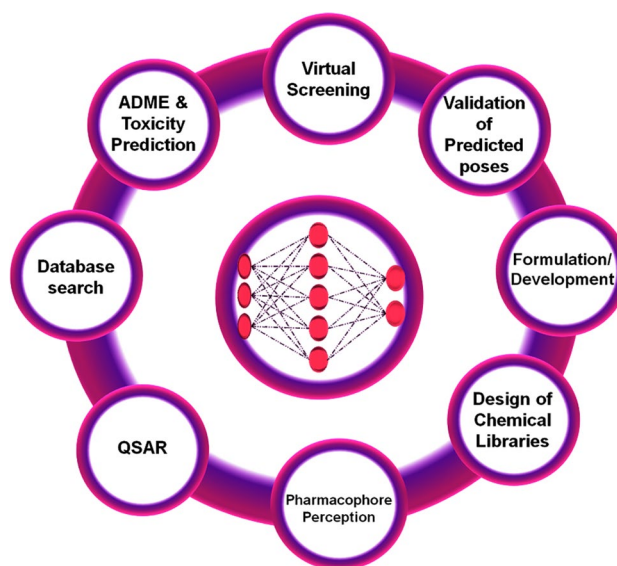 Virtual
Screening
Validation
of
Predicted
poses
Formulation/
Development
Design of
Chemical
Libraries
Pharmacophore
Perception
QSAR
Database
search
ADME &
Toxicity
Prediction